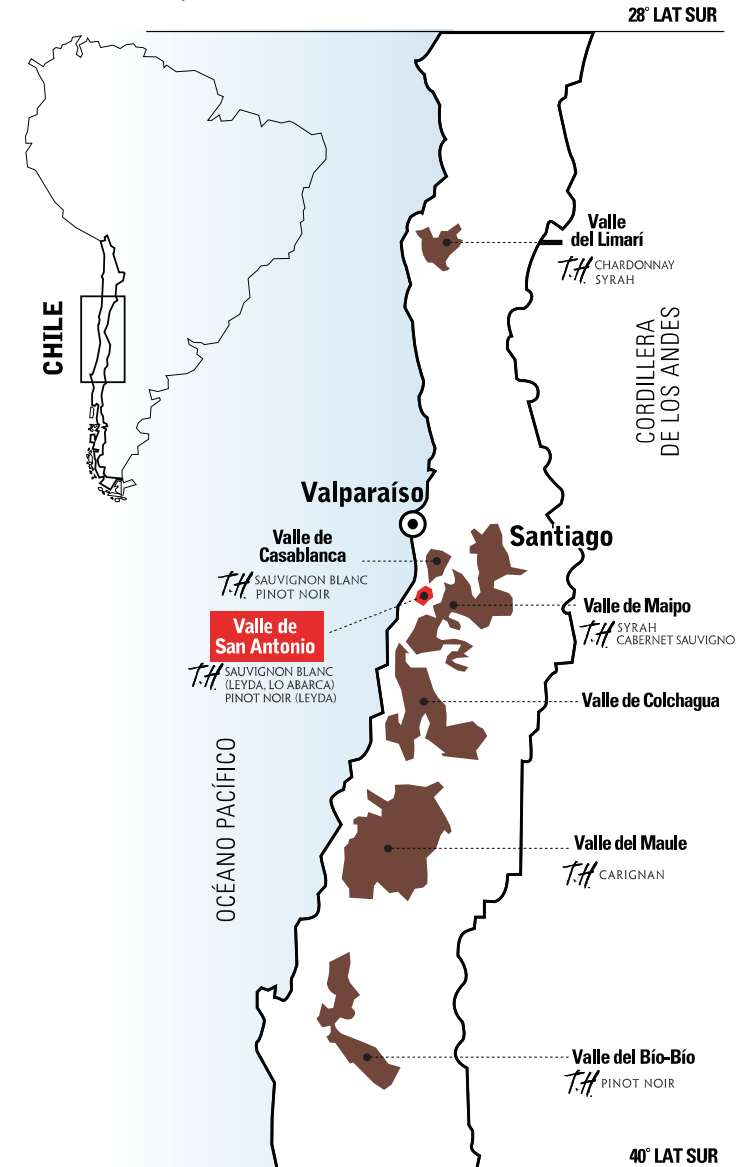 28° LAT SUR
Valle
del Limarí
T.H. CHARDONNAY
SYRAH
CHILE
CORDILLERA
DE LOS ANDES
Valparaíso
Santiago
Valle de
Casablanca
T.H. SAUVIGNON BLANC
PINOT NOIR
Valle de
San Antonio
T.H. SAUVIGNON BLANC
(LEYDA, LO ABARCA)
PINOT NOIR (LEYDA)
Valle de Maipo
T.H. SYRAH
CABERNET SAUVIGNO
Valle de Colchagua
OCÉANO PACÍFICO
Valle del Maule
T.H. CARIGNAN
Valle del Bío-Bío
T.H. PINOT NOIR
40° LAT SUR